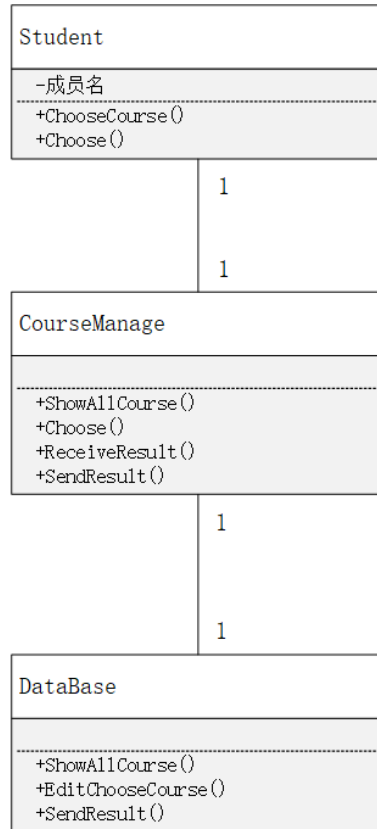 Student
-成员名
+ChooseCourse()
+Choose()
1
1
CourseManage
+ShowAllCourse()
+Choose()
+ReceiveResult()
+SendResult()
1
1
DataBase
+ShowAllCourse()
+EditChooseCourse()
+SendResult()